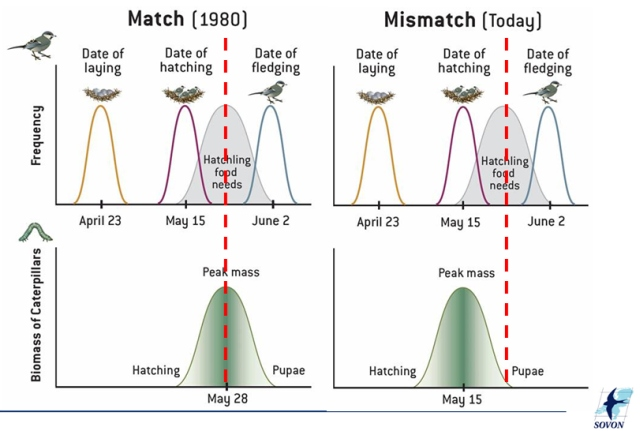 Match (1980)
Mismatch (Today)
Date of
laying
Date of
hatching
Date of
fledging
Frequency
Hatchling
food
needs
April 23
May 15
June 2
Date of
laying
Date of
hatching
Date of
fledging
Hatchling
food
needs
April 23
May 15
June 2
Biomass of Caterpillars
Peak mass
Hatching
Pupae
May 28
Peak mass
Hatching
Pupae
May 15
SOVON